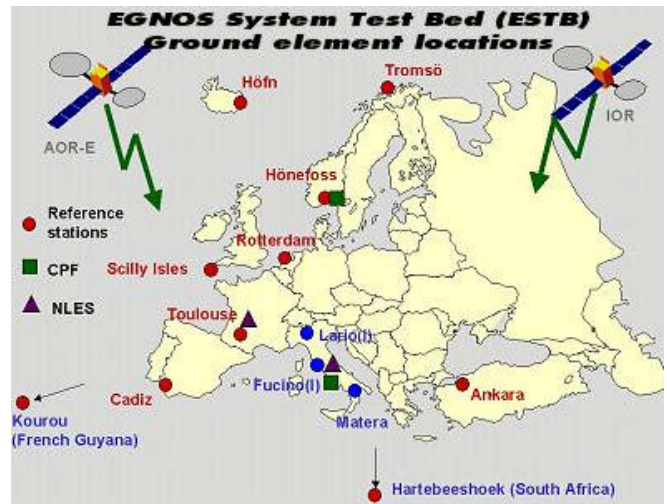 EGNOS System Test Bed (ESTB)
Ground element locations
Höfn
Tromsö
AOR-E
IOR
Hönefoss
Reference
stations
Rotterdam
CPF
Scilly Isles
NLES
Toulouse
Lario(I)
Fucino(I)
Cadiz
Ankara
Matera
Kourou
(French Guyana)
Hartebeeshoek (South Africa)